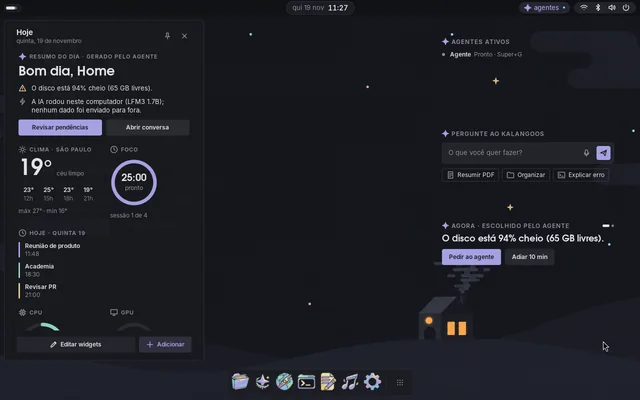 qui 19 nov 11:27
agentes
Hoje
quinta, 19 de novembro
RESUMO DO DIA · GERADO PELO AGENTE
Bom dia, Home
O disco está 94% cheio (65 GB livres).
A IA rodou neste computador (LFM3 1.7B);
nenhum dado foi enviado para fora.
Revisar pendências
Abrir conversa
CLIMA · SÃO PAULO
19°
céu limpo
23° 25° 23° 19°
12h 15h 18h 21h
máx 27° · mín 16°
FOCO
25:00
pronto
sessão 1 de 4
HOJE · QUINTA 19
Reunião de produto
11:48
Academia
18:30
Revisar PR
21:00
CPU
GPU
Editar widgets
Adicionar
AGENTES ATIVOS
Agente Pronto · Super+G
PERGUNTE AO KALANGOOS
O que você quer fazer?
Resumir PDF
Organizar
Explicar erro
AGORA · ESCOLHIDO PELO AGENTE
O disco está 94% cheio (65 GB livres).
Pedir ao agente
Adiar 10 min